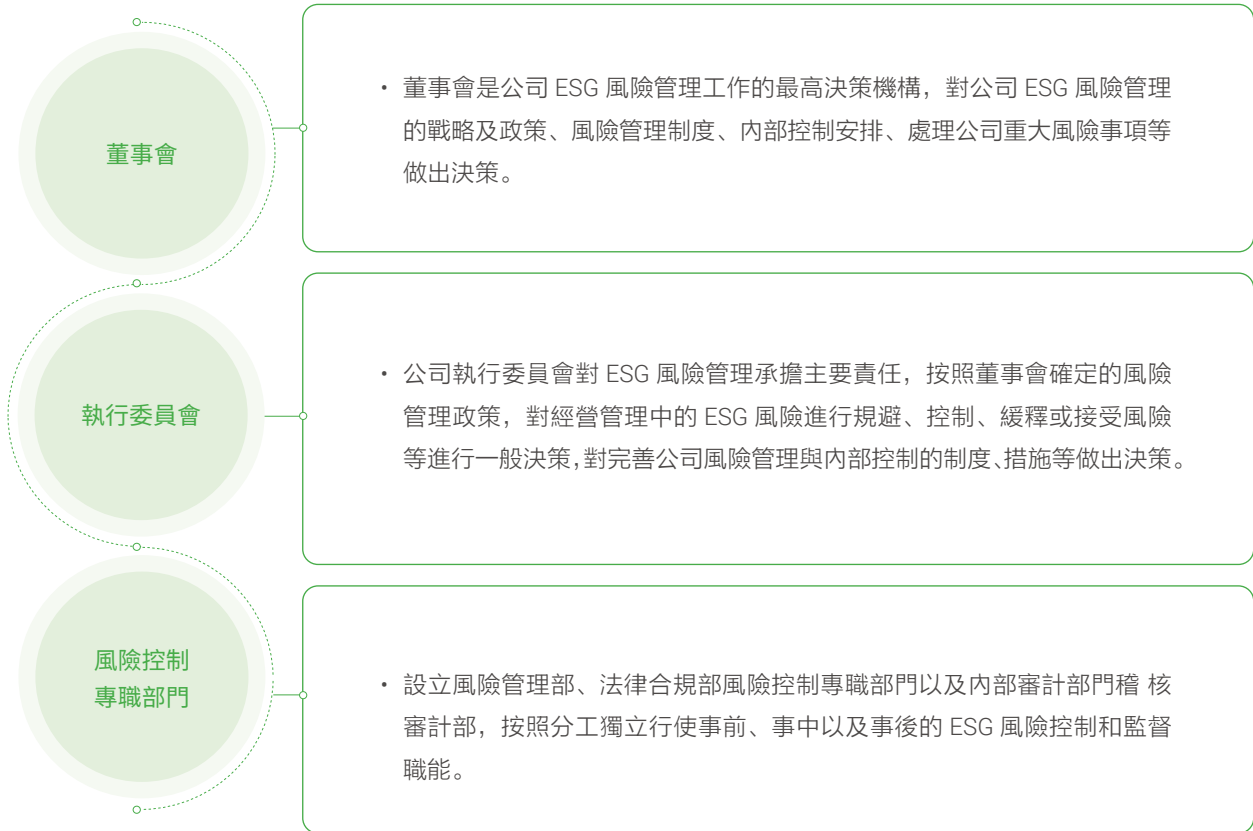 董事會
• 董事會是公司 ESG 風險管理工作的最高決策機構，對公司 ESG 風險管理
的戰略及政策、風險管理制度、內部控制安排、處理公司重大風險事項等
做出決策。
執行委員會
• 公司執行委員會對 ESG 風險管理承擔主要責任，按照董事會確定的風險
管理政策，對經營管理中的 ESG 風險進行規避、控制、緩釋或接受風險
等進行一般決策，對完善公司風險管理與內部控制的制度、措施等做出決策。
風險控制
專職部門
• 設立風險管理部、法律合規部風險控制專職部門以及內部審計部門稽 核
審計部，按照分工獨立行使事前、事中以及事後的 ESG 風險控制和監督
職能。